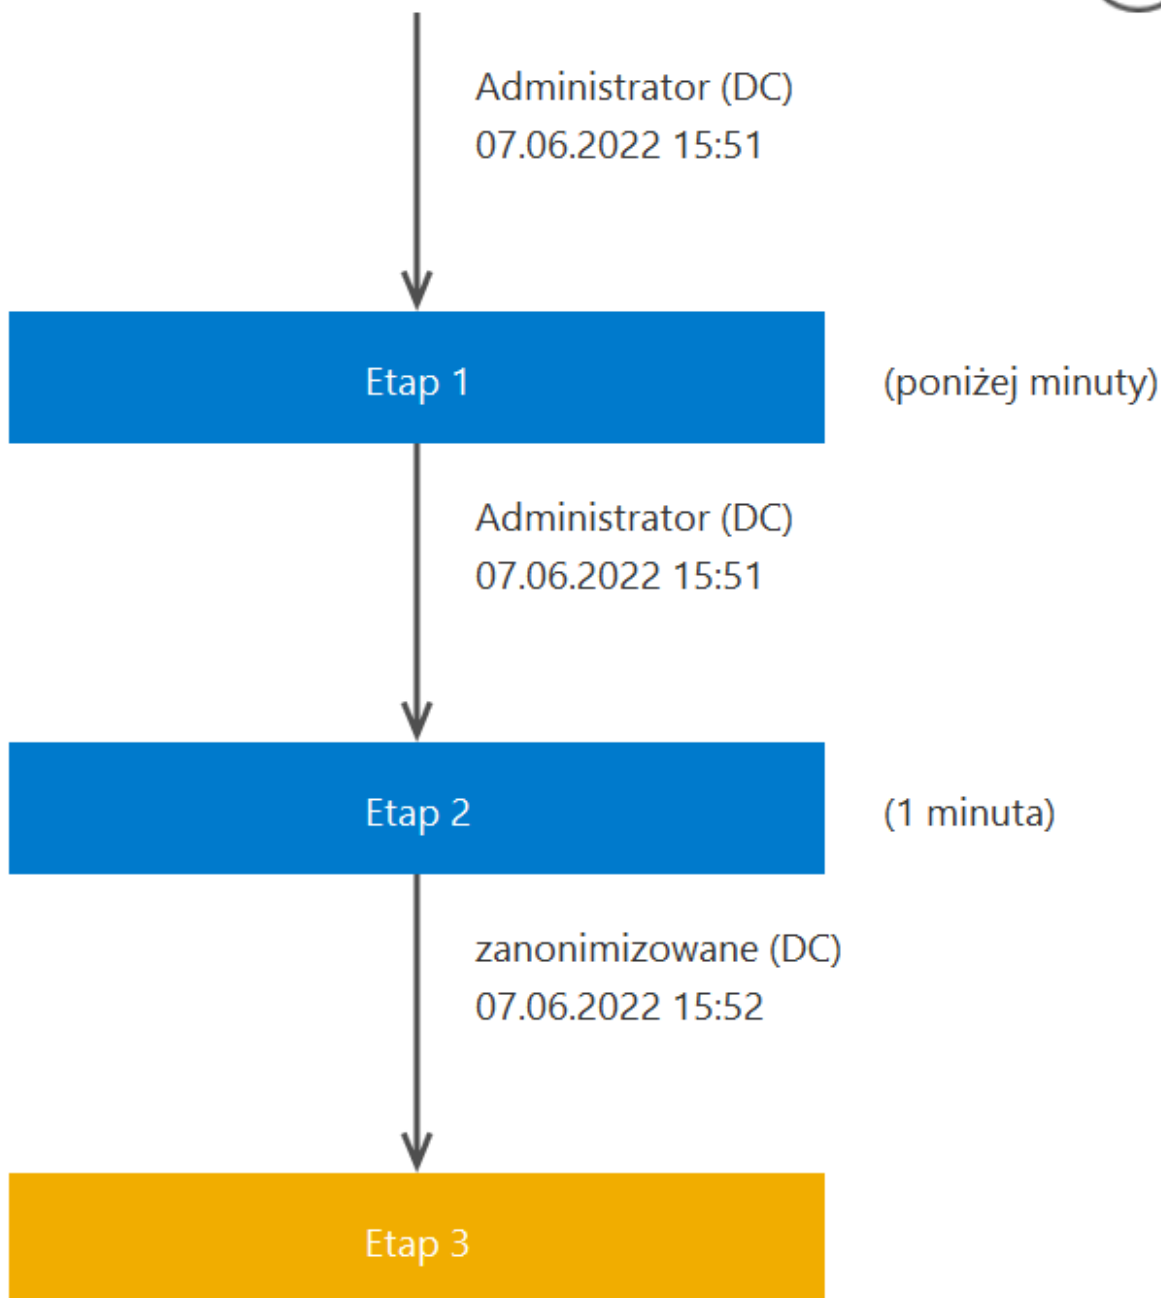 Administrator (DC)
07.06.2022 15:51
Etap 1
(poniżej minuty)
Administrator (DC)
07.06.2022 15:51
Etap 2
(1 minuta)
zanonimizowane (DC)
07.06.2022 15:52
Etap 3